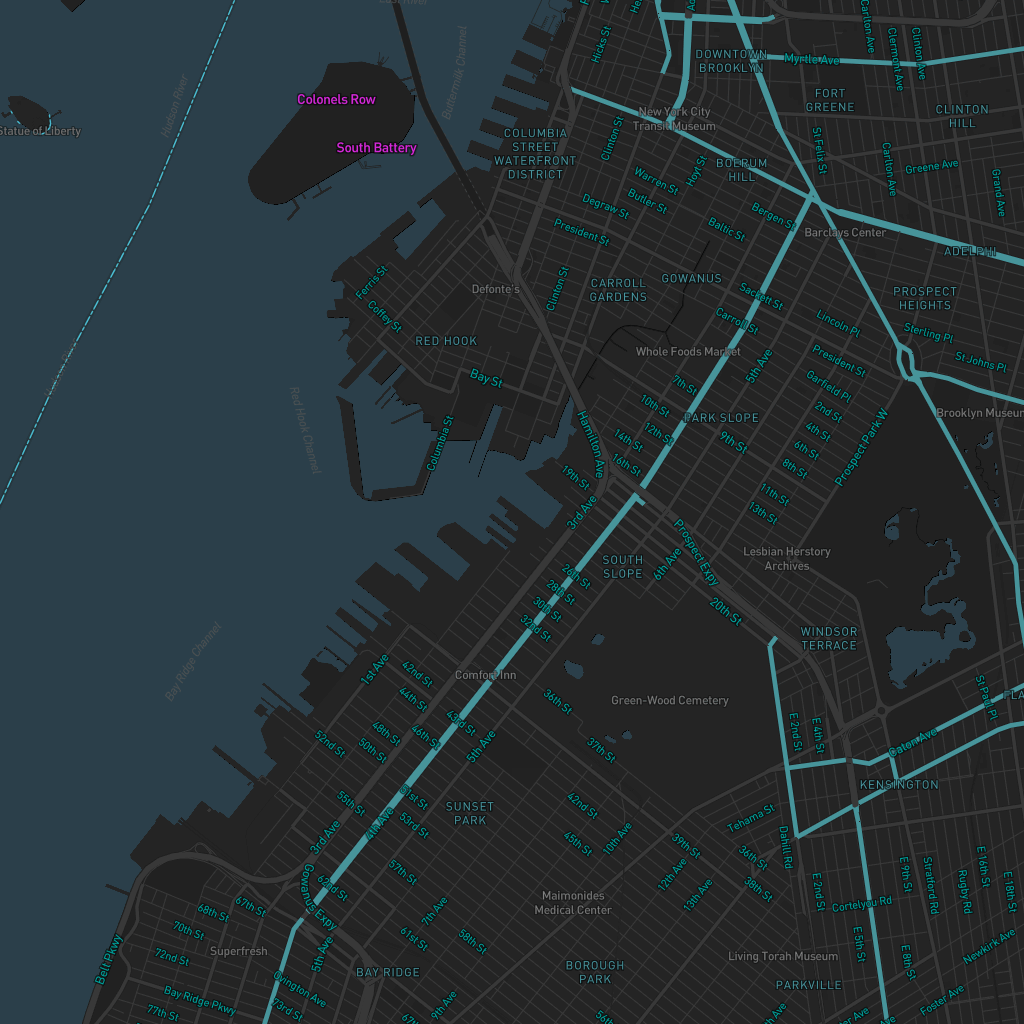 East River
Hicks St
Carlton Ave
Clermont Ave
Clinton Ave
DOWNTOWN
BROOKLYN
Myrtle Ave
Colonels Row
Buttermilk Channel
Hudson River
FORT
GREENE
CLINTON
HILL
New York City
Transit Museum
Statue of Liberty
South Battery
COLUMBIA
STREET
WATERFRONT
DISTRICT
Clinton St
St Felix St
BOERUM
HILL
Hoyt St
Carlton Ave
Greene Ave
Grand Ave
Warren St
Butler St
Degraw St
Bergen St
President St
Baltic St
Barclays Center
ADELPHI
Ferris St
Clinton St
CARROLL
GARDENS
GOWANUS
Defonte's
Sackett St
PROSPECT
HEIGHTS
Coffey St
Carroll St
Lincoln Pl
Sterling Pl
RED HOOK
Whole Foods Market
5th Ave
President St
St Johns Pl
Bay St
7th St
Garfield Pl
10th St
2nd St
PARK SLOPE
Brooklyn Museum
Red Hook Channel
Columbia St
Hamilton Ave
14th St
12th St
9th St
4th St
6th St
Prospect Park W
16th St
8th St
19th St
11th St
3rd Ave
13th St
Prospect Expy
Lesbian Herstory
Archives
SOUTH
SLOPE
6th Ave
26th St
28th St
30th St
20th St
32nd St
WINDSOR
TERRACE
Bay Ridge Channel
1st Ave
42nd St
Comfort Inn
44th St
36th St
Green-Wood Cemetery
St Paul Pl
43rd St
E 2nd St
E 4th St
48th St
46th St
52nd St
50th St
5th Ave
37th St
Caton Ave
KENSINGTON
55th St
51st St
SUNSET
PARK
42nd St
Tehama St
4th Ave
53rd St
3rd Ave
45th St
10th Ave
39th St
Dahill Rd
36th St
57th St
12th Ave
E 9th St
Stratford Rd
E 16th St
Rugby Rd
E 18th St
62nd St
Gowanus Expy
38th St
13th Ave
E 2nd St
Cortelyou Rd
Maimonides
Medical Center
67th St
68th St
7th Ave
70th St
61st St
58th St
E 5th St
E 8th St
Newkirk Ave
Superfresh
5th Ave
72nd St
Living Torah Museum
Belt Pkwy
BAY RIDGE
BOROUGH
PARK
PARKVILLE
Ovington Ave
Bay Ridge Pkwy
73rd St
77th St
9th Ave
Foster Ave